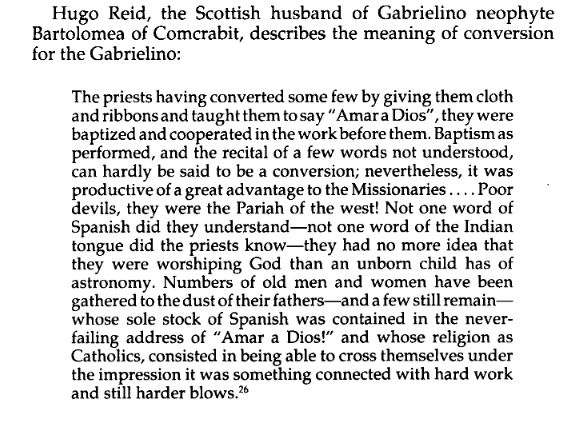 Hugo Reid, the Scottish husband of Gabrielino neophyte
Bartolomea of Comcrabit, describes the meaning of conversion
for the Gabrielino:
The priests having converted some few by giving them cloth
and ribbons and taught them to say "Amar a Dios", they were
baptized and cooperated in the work before them. Baptism as
performed, and the recital of a few words not understood,
can hardly be said to be a conversion; nevertheless, it was
productive of a great advantage to the Missionaries . . . . Poor
devils, they were the Pariah of the west! Not one word of
Spanish did they understand—not one word of the Indian
tongue did the priests know—they had no more idea that
they were worshiping God than an unborn child has of
astronomy. Numbers of old men and women have been
gathered to the dust of their fathers—and a few still remain—
whose sole stock of Spanish was contained in the never-
failing address of "Amar a Dios!" and whose religion as
Catholics, consisted in being able to cross themselves under
the impression it was something connected with hard work
and still harder blows.²⁶